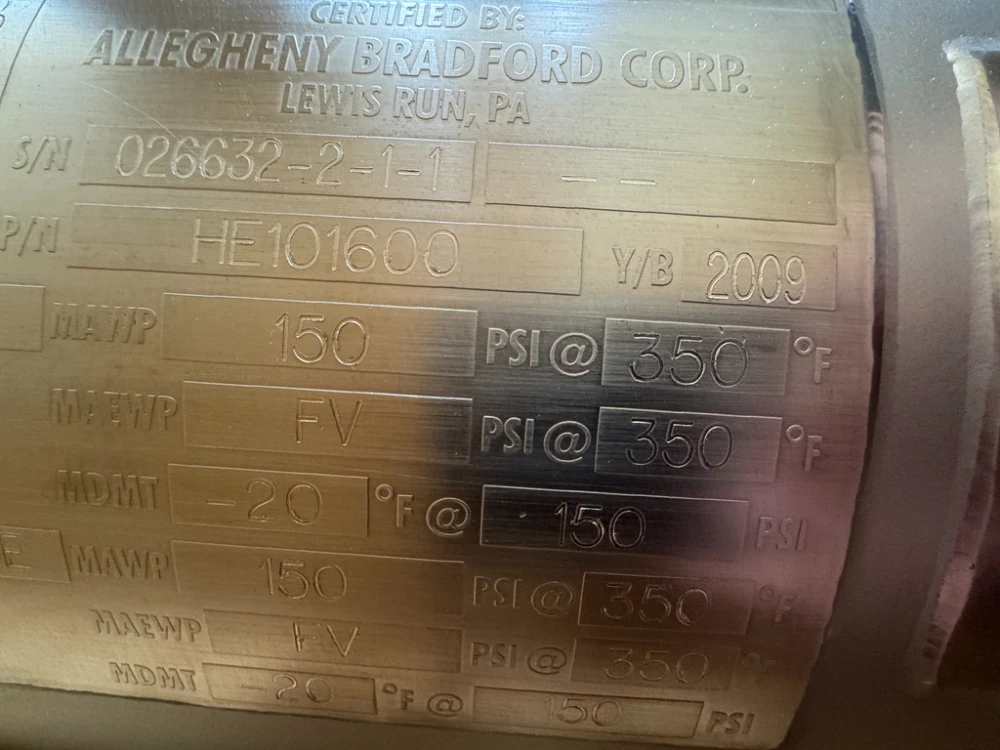 CERTIFIED BY:
ALLEGHENY BRADFORD CORP.
LEWIS RUN, PA
S/N 026632-2-1-1 --
P/N HE101600 Y/B 2009
MAWP 150 PSI @ 350 °F
MAEWP FV PSI @ 350 °F
MDMT -20 °F @ 150 PSI
E MAWP 150 PSI @ 350 °F
MAEWP FV PSI @ 350 °F
MDMT -20 °F @ 150 PSI